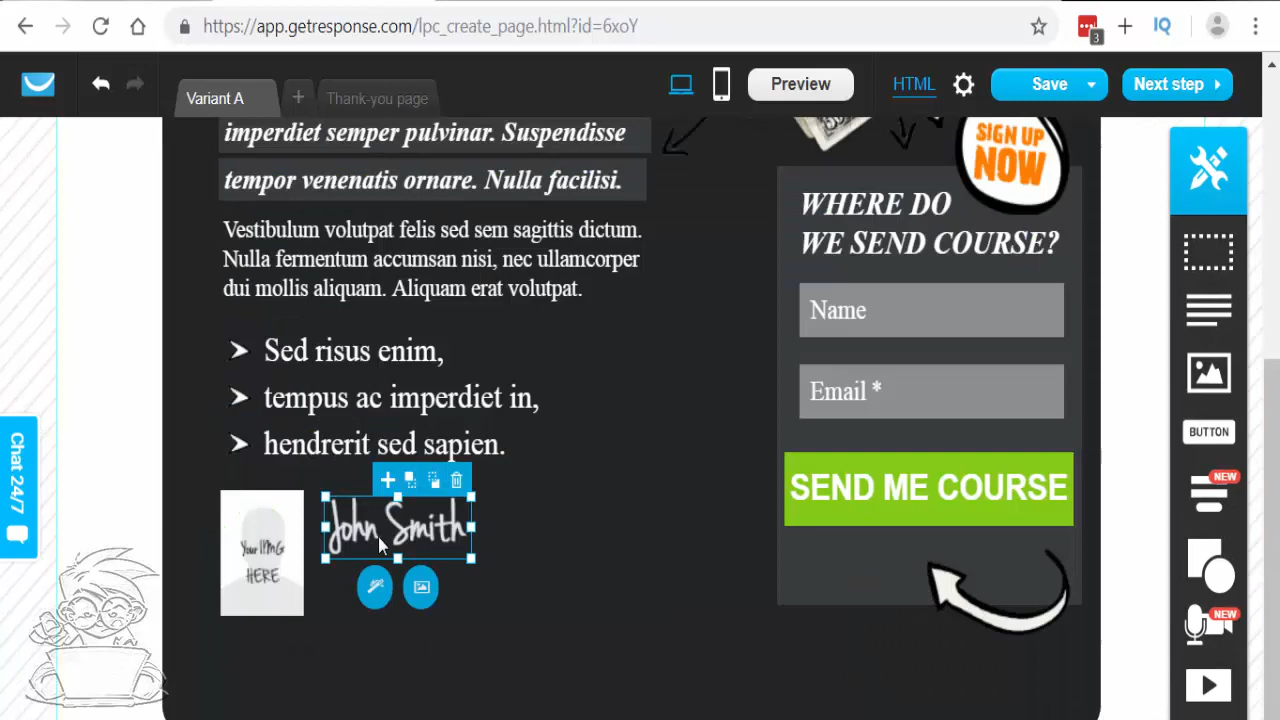 https://app.getresponse.com/lpc_create_page.html?id=6xoY
3
IQ
Variant A
+
Thank-you page
Preview
HTML
Save
Next step
imperdiet semper pulvinar. Suspendisse
tempor venenatis ornare. Nulla facilisi.
Vestibulum volutpat felis sed sem sagittis dictum.
Nulla fermentum accumsan nisi, nec ullamcorper
dui mollis aliquam. Aliquam erat volutpat.
Sed risus enim,
tempus ac imperdiet in,
hendrerit sed sapien.
Your IMG
HERE
John Smith
SIGN UP
NOW
WHERE DO
WE SEND COURSE?
Name
Email *
SEND ME COURSE
BUTTON
NEW
NEW
Chat 24/7